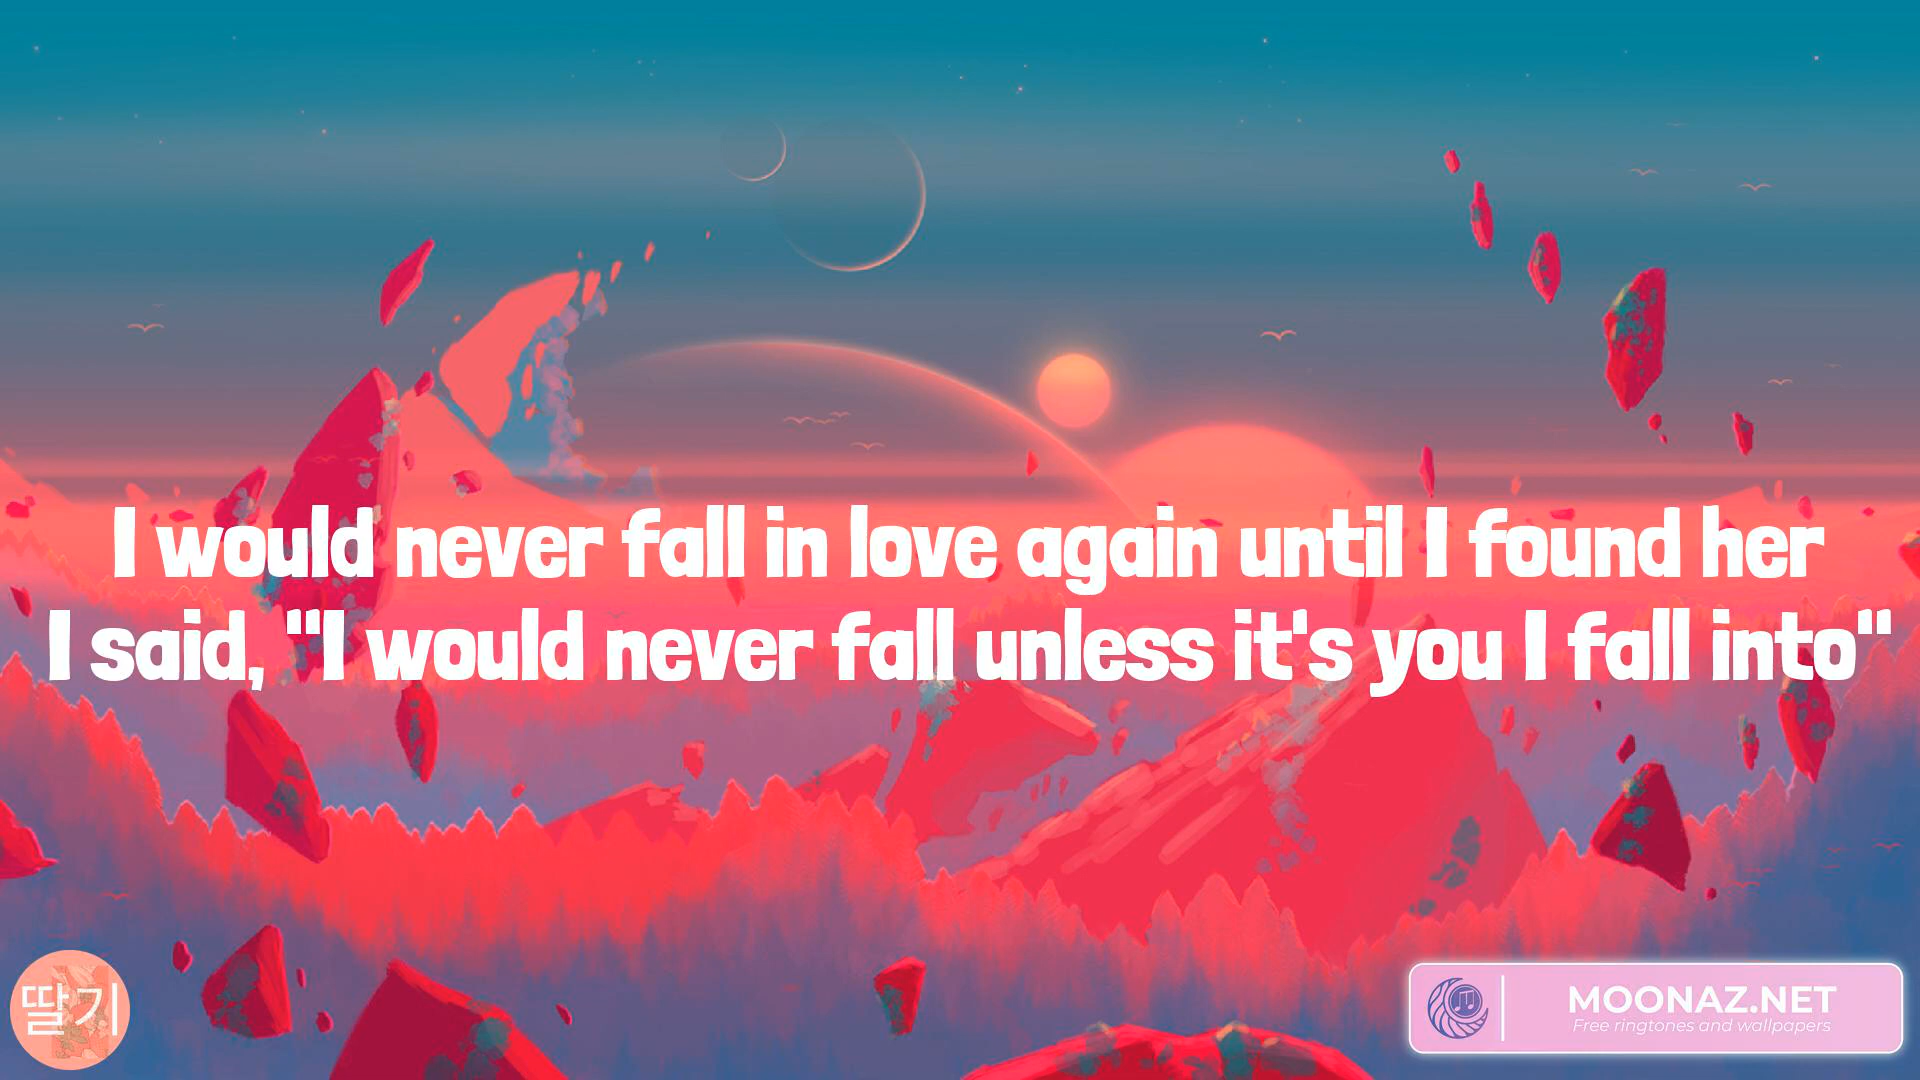 I would never fall in love again until I found her
I said, "I would never fall unless it's you I fall into"
딸기
MOONAZ.NET
Free ringtones and wallpapers